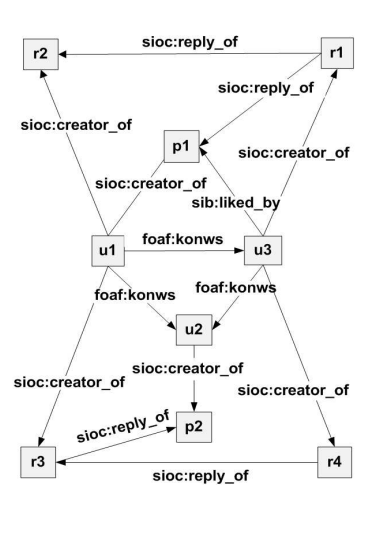 sioc:reply_of
r2
r1
sioc:reply_of
sioc:creator_of
p1
sioc:creator_of
sioc:creator_of
sib:liked_by
foaf:konws
u1
u3
foaf:konws
foaf:konws
u2
sioc:creator_of
sioc:creator_of
sioc:creator_of
sioc:reply_of
p2
r3
r4
sioc:reply_of